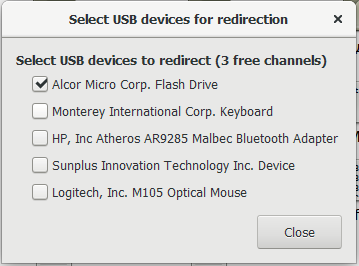 Select USB devices for redirection
Select USB devices to redirect (3 free channels)
Alcor Micro Corp. Flash Drive
Monterey International Corp. Keyboard
HP, Inc Atheros AR9285 Malbec Bluetooth Adapter
Sunplus Innovation Technology Inc. Device
Logitech, Inc. M105 Optical Mouse
Close